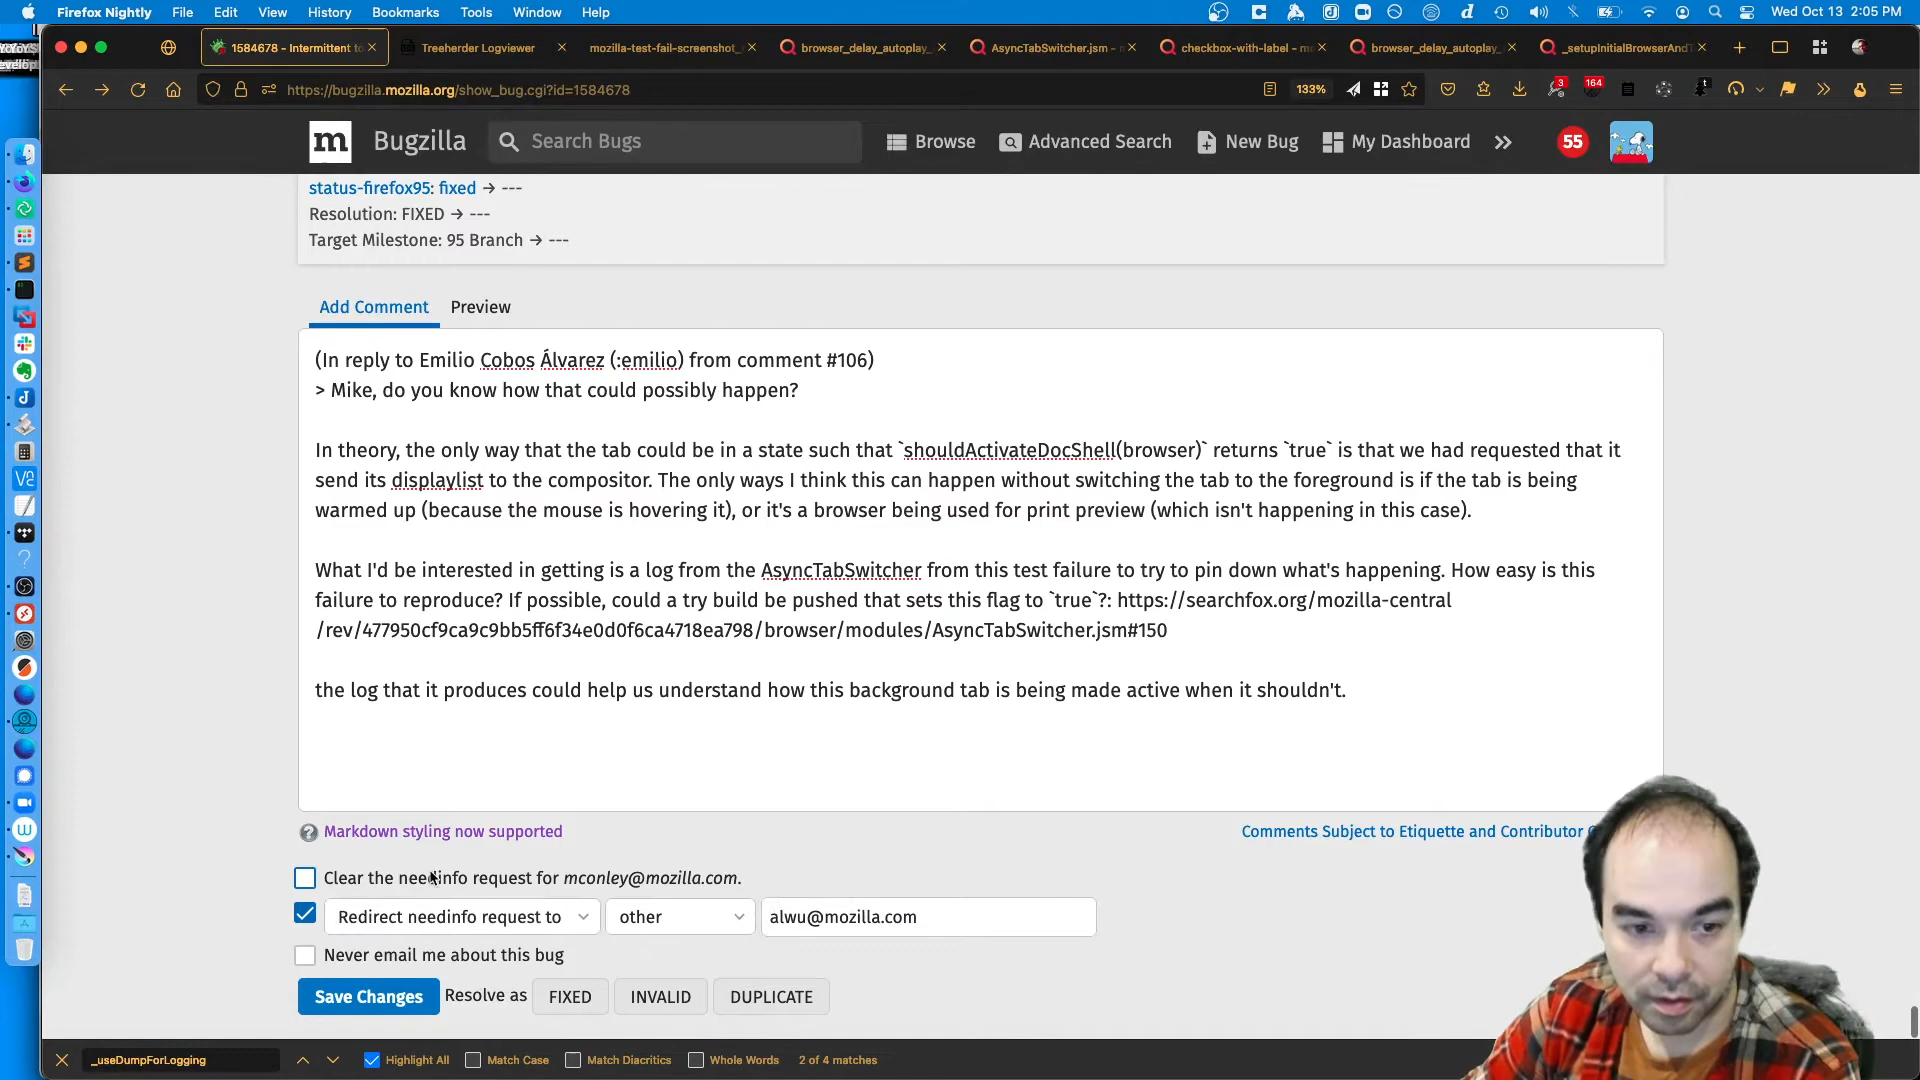 Firefox Nightly File Edit View History Bookmarks Tools Window Help Wed Oct 13 2:05 PM
1584678 - Intermittent to Treeherder Logviewer mozilla-test-fail-screenshot_ browser_delay_autoplay_ AsyncTabSwitcher.jsm - checkbox-with-label - mo browser_delay_autoplay_ _setupInitialBrowserAnd
https://bugzilla.mozilla.org/show_bug.cgi?id=1584678 133% 3 164
m Bugzilla Search Bugs Browse Advanced Search New Bug My Dashboard 55
status-firefox95: fixed → ---
Resolution: FIXED → ---
Target Milestone: 95 Branch → ---
Add Comment Preview
(In reply to Emilio Cobos Álvarez (:emilio) from comment #106)
> Mike, do you know how that could possibly happen?
In theory, the only way that the tab could be in a state such that `shouldActivateDocShell(browser)` returns `true` is that we had requested that it
send its displaylist to the compositor. The only ways I think this can happen without switching the tab to the foreground is if the tab is being
warmed up (because the mouse is hovering it), or it's a browser being used for print preview (which isn't happening in this case).
What I'd be interested in getting is a log from the AsyncTabSwitcher from this test failure to try to pin down what's happening. How easy is this
failure to reproduce? If possible, could a try build be pushed that sets this flag to `true`?: https://searchfox.org/mozilla-central
/rev/477950cf9ca9c9bb5ff6f34e0d0f6ca4718ea798/browser/modules/AsyncTabSwitcher.jsm#150
the log that it produces could help us understand how this background tab is being made active when it shouldn't.
Markdown styling now supported Comments Subject to Etiquette and Contributor
Clear the needinfo request for mconley@mozilla.com.
Redirect needinfo request to other alwu@mozilla.com
Never email me about this bug
Save Changes Resolve as FIXED INVALID DUPLICATE
_useDumpForLogging Highlight All Match Case Match Diacritics Whole Words 2 of 4 matches